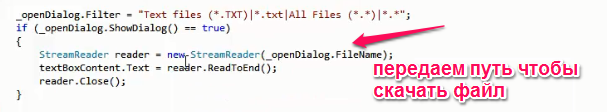 _openDialog.Filter = "Text files (*.TXT)|*.txt|All Files (*.*)|*.*";
if (_openDialog.ShowDialog() == true)
{
StreamReader reader = new StreamReader(_openDialog.FileName);
textBoxContent.Text = reader.ReadToEnd();
reader.Close();
}
передаем путь чтобы
скачать файл